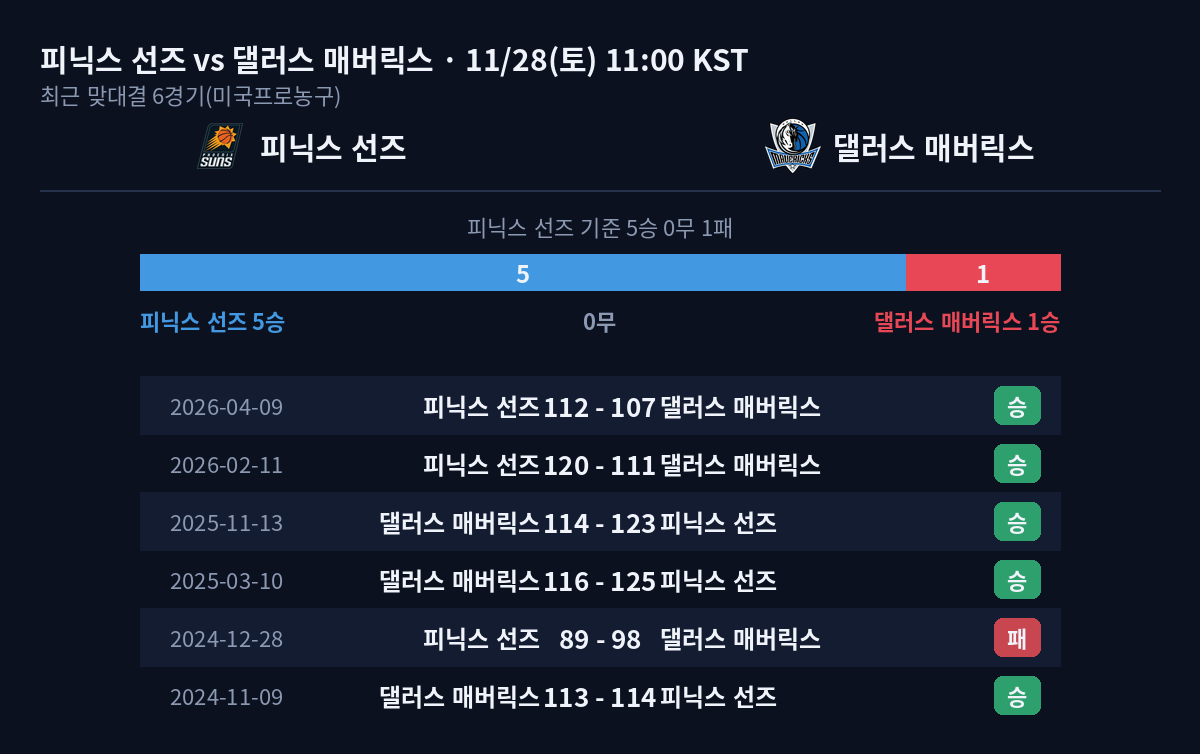 피닉스 선즈 vs 댈러스 매버릭스 · 11/28(토) 11:00 KST
최근 맞대결 6경기(미국프로농구)
PHOENIX SUNS 피닉스 선즈 MAVERICKS 댈러스 매버릭스
피닉스 선즈 기준 5승 0무 1패
5 1
피닉스 선즈 5승 0무 댈러스 매버릭스 1승
2026-04-09 피닉스 선즈 112 - 107 댈러스 매버릭스 승
2026-02-11 피닉스 선즈 120 - 111 댈러스 매버릭스 승
2025-11-13 댈러스 매버릭스 114 - 123 피닉스 선즈 승
2025-03-10 댈러스 매버릭스 116 - 125 피닉스 선즈 승
2024-12-28 피닉스 선즈 89 - 98 댈러스 매버릭스 패
2024-11-09 댈러스 매버릭스 113 - 114 피닉스 선즈 승